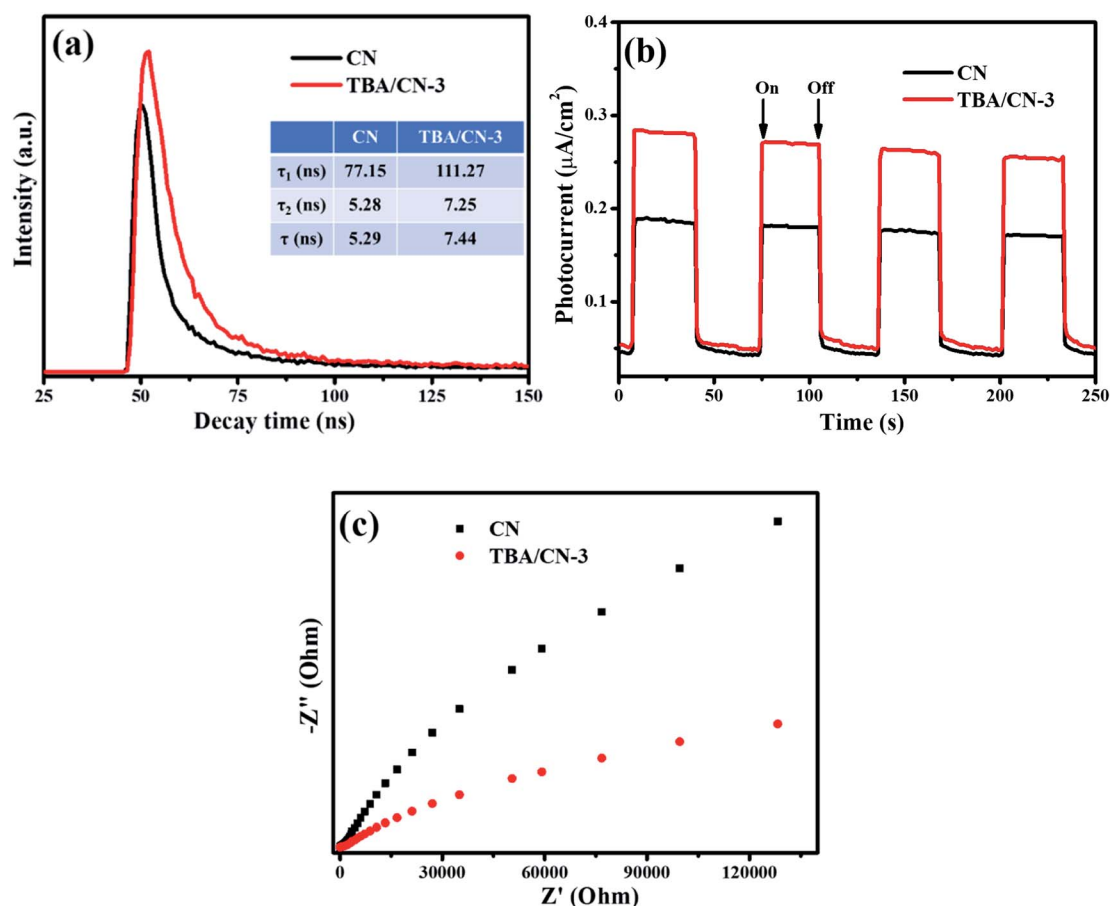 (a)
CN
TBA/CN-3
CN TBA/CN-3
τ₁ (ns) 77.15 111.27
τ₂ (ns) 5.28 7.25
τ (ns) 5.29 7.44
Intensity (a.u.)
25 50 75 100 125 150
Decay time (ns)
(b)
CN
TBA/CN-3
On Off
0.4
0.3
0.2
0.1
Photocurrent (μA/cm²)
0 50 100 150 200 250
Time (s)
(c)
CN
TBA/CN-3
-Z" (Ohm)
0 30000 60000 90000 120000
Z' (Ohm)